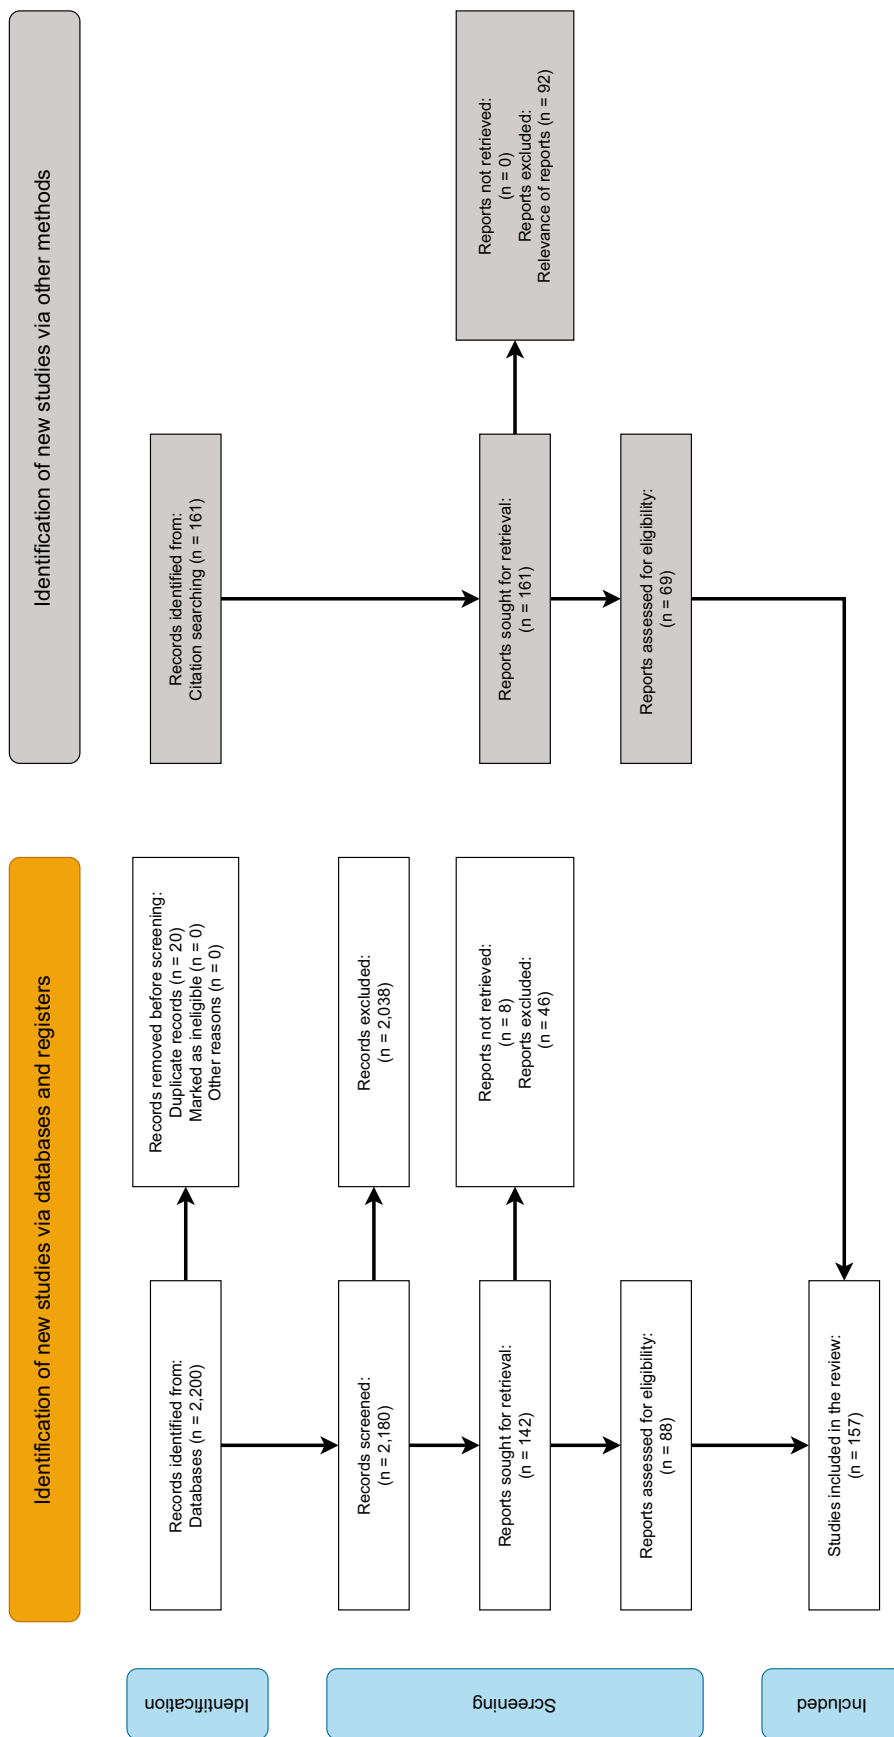 Identification of new studies via databases and registers
Identification of new studies via other methods
Identification
Records identified from:
Databases (n = 2,200)
Records removed before screening:
Duplicate records (n = 20)
Marked as ineligible (n = 0)
Other reasons (n = 0)
Records identified from:
Citation searching (n = 161)
Screening
Records screened:
(n = 2,180)
Records excluded:
(n = 2,038)
Reports sought for retrieval:
(n = 142)
Reports not retrieved:
(n = 8)
Reports excluded:
(n = 46)
Reports sought for retrieval:
(n = 161)
Reports not retrieved:
(n = 0)
Reports excluded:
Relevance of reports (n = 92)
Reports assessed for eligibility:
(n = 88)
Reports assessed for eligibility:
(n = 69)
Included
Studies included in the review:
(n = 157)